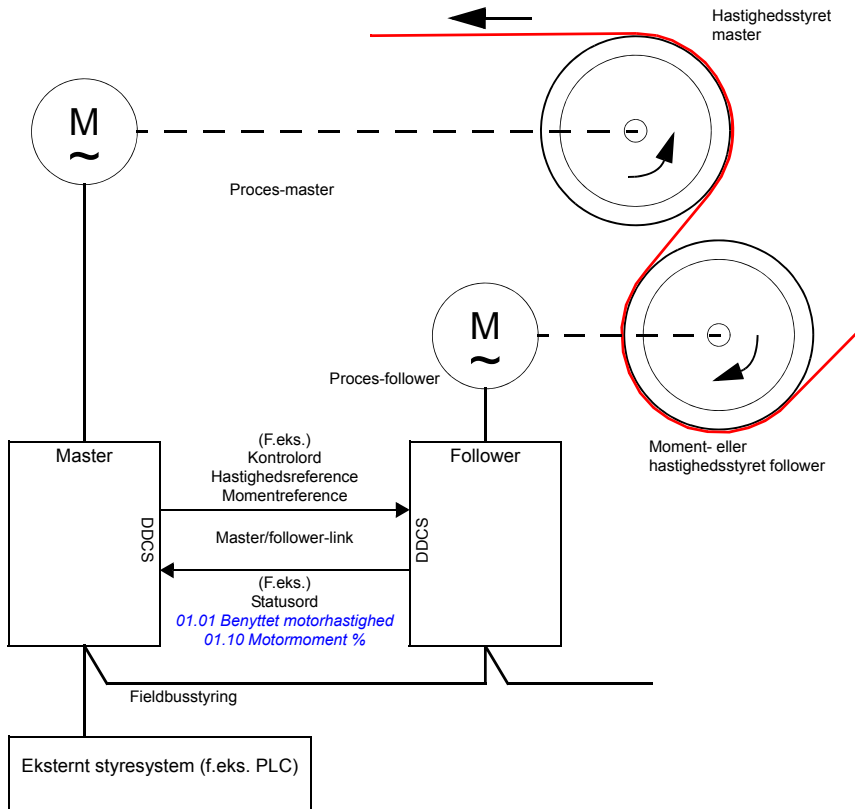 Hastighedsstyret
master
M
~
Proces-master
M
~
Proces-follower
Moment- eller
hastighedsstyret follower
Master
(F.eks.)
Kontrolord
Hastighedsreference
Momentreference
Follower
DDCS
Master/follower-link
DDCS
(F.eks.)
Statusord
01.01 Benyttet motorhastighed
01.10 Motormoment %
Fieldbusstyring
Eksternt styresystem (f.eks. PLC)